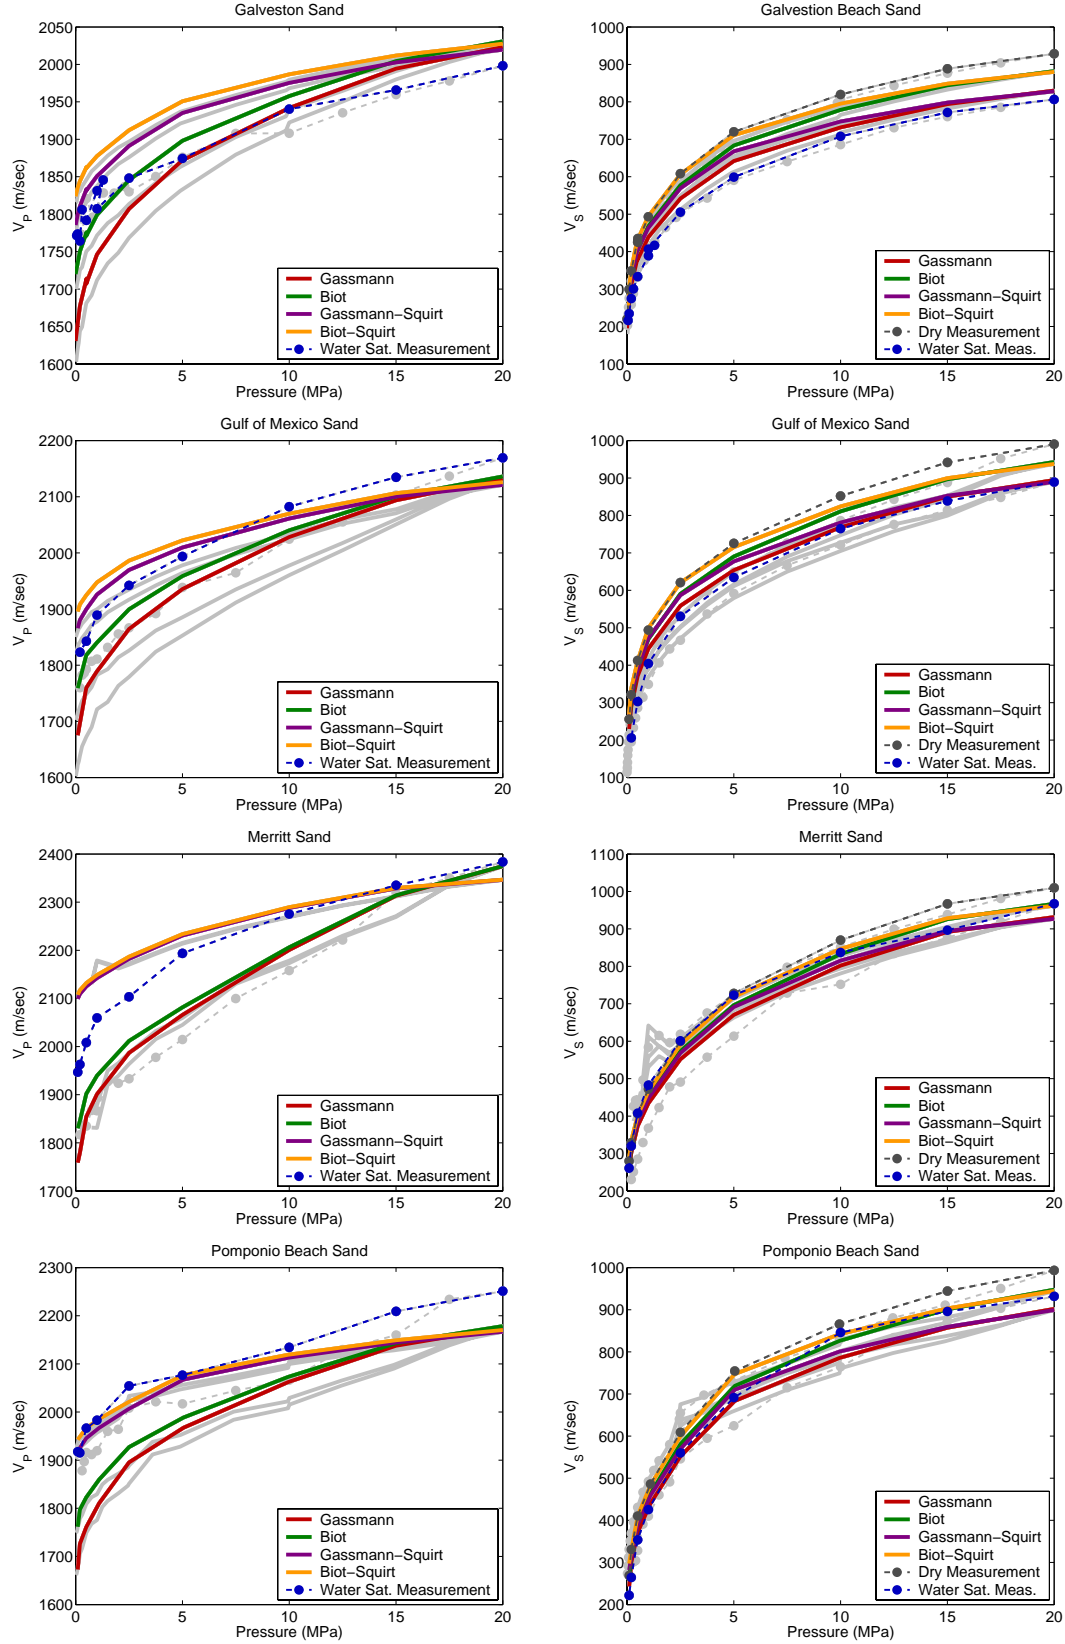 Galveston Sand
2050
2000
1950
1900
1850
1800
1750
1700
1650
1600
V_P (m/sec)
Gassmann
Biot
Gassmann−Squirt
Biot−Squirt
Water Sat. Measurement
0 5 10 15 20
Pressure (MPa)
Galvestion Beach Sand
1000
900
800
700
600
500
400
300
200
100
V_S (m/sec)
Gassmann
Biot
Gassmann−Squirt
Biot−Squirt
Dry Measurement
Water Sat. Meas.
0 5 10 15 20
Pressure (MPa)
Gulf of Mexico Sand
2200
2100
2000
1900
1800
1700
1600
V_P (m/sec)
Gassmann
Biot
Gassmann−Squirt
Biot−Squirt
Water Sat. Measurement
0 5 10 15 20
Pressure (MPa)
Gulf of Mexico Sand
1000
900
800
700
600
500
400
300
200
100
V_S (m/sec)
Gassmann
Biot
Gassmann−Squirt
Biot−Squirt
Dry Measurement
Water Sat. Meas.
0 5 10 15 20
Pressure (MPa)
Merritt Sand
2400
2300
2200
2100
2000
1900
1800
1700
V_P (m/sec)
Gassmann
Biot
Gassmann−Squirt
Biot−Squirt
Water Sat. Measurement
0 5 10 15 20
Pressure (MPa)
Merritt Sand
1100
1000
900
800
700
600
500
400
300
200
V_S (m/sec)
Gassmann
Biot
Gassmann−Squirt
Biot−Squirt
Dry Measurement
Water Sat. Meas.
0 5 10 15 20
Pressure (MPa)
Pomponio Beach Sand
2300
2200
2100
2000
1900
1800
1700
1600
V_P (m/sec)
Gassmann
Biot
Gassmann−Squirt
Biot−Squirt
Water Sat. Measurement
0 5 10 15 20
Pressure (MPa)
Pomponio Beach Sand
1000
900
800
700
600
500
400
300
200
V_S (m/sec)
Gassmann
Biot
Gassmann−Squirt
Biot−Squirt
Dry Measurement
Water Sat. Meas.
0 5 10 15 20
Pressure (MPa)